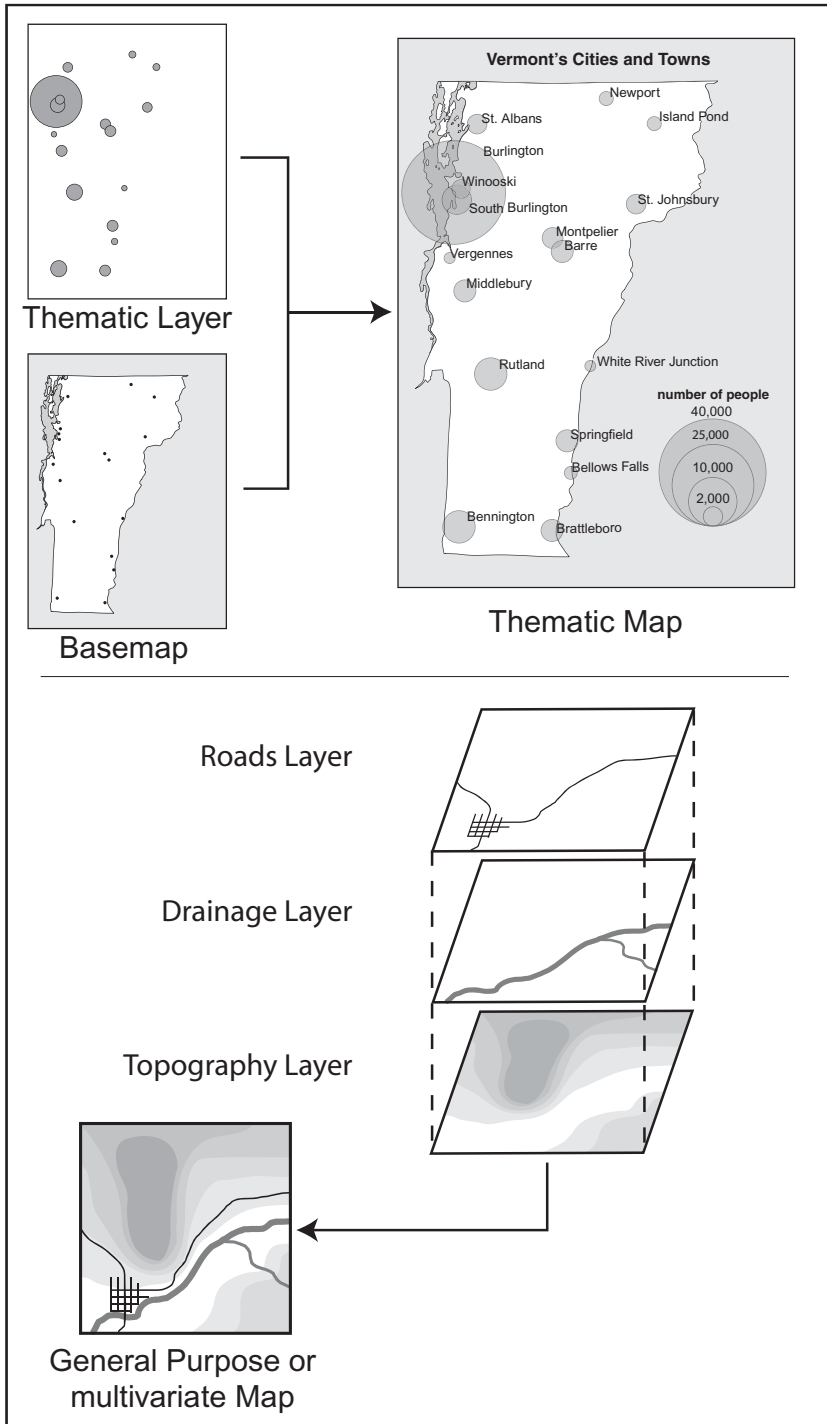 Thematic Layer
Basemap
Vermont's Cities and Towns
Newport
St. Albans
Island Pond
Burlington
Winooski
South Burlington
St. Johnsbury
Montpelier
Barre
Vergennes
Middlebury
Rutland
White River Junction
number of people
40,000
25,000
10,000
2,000
Springfield
Bellows Falls
Bennington
Brattleboro
Thematic Map
Roads Layer
Drainage Layer
Topography Layer
General Purpose or
multivariate Map